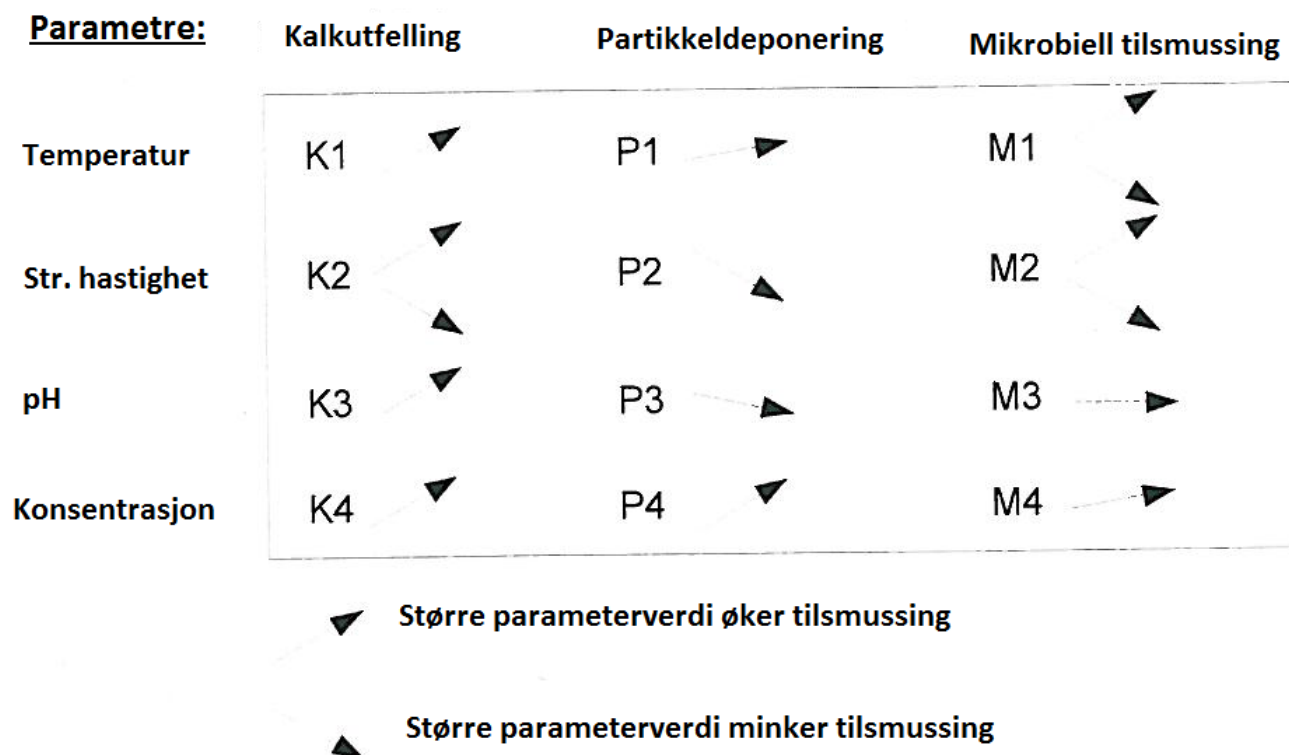 Parametre: Kalkutfelling Partikkeldeponering Mikrobiell tilsmussing
Temperatur K1 P1 M1
Str. hastighet K2 P2 M2
pH K3 P3 M3
Konsentrasjon K4 P4 M4
Større parameterverdi øker tilsmussing
Større parameterverdi minker tilsmussing